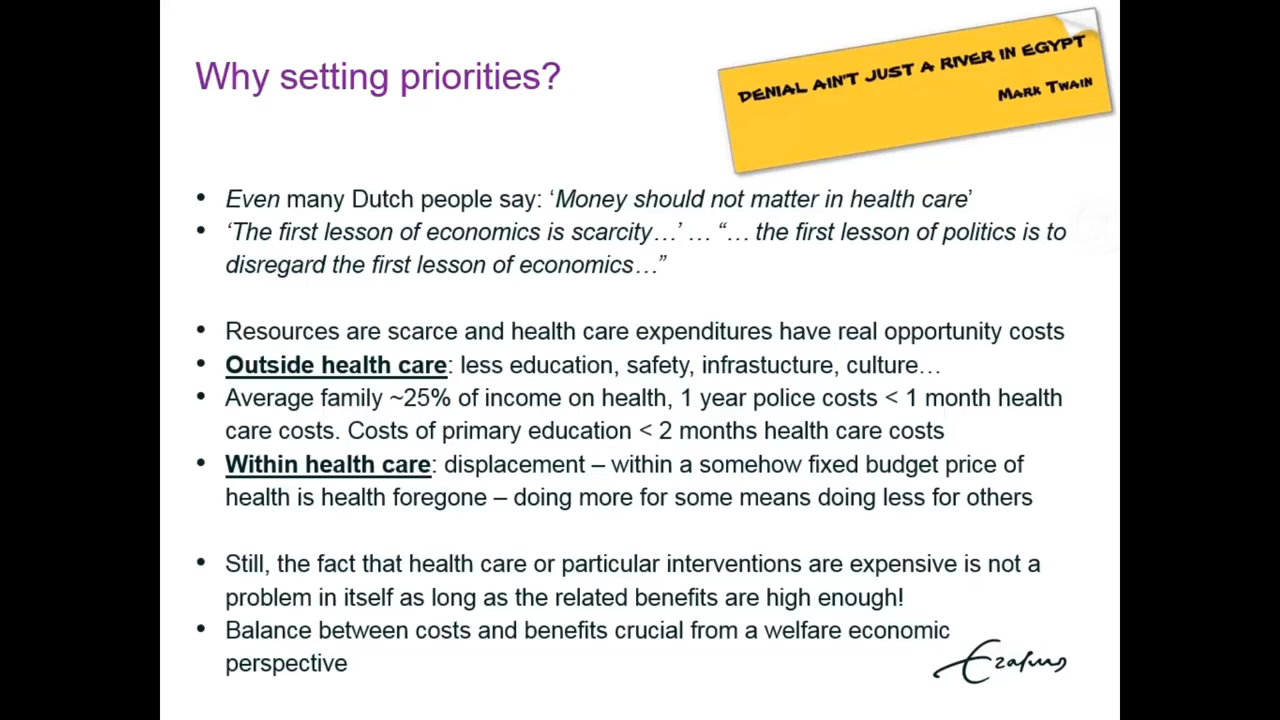 Why setting priorities?
DENIAL AIN'T JUST A RIVER IN EGYPT
MARK TWAIN
• Even many Dutch people say: ‘Money should not matter in health care’
• ‘The first lesson of economics is scarcity…’ … “… the first lesson of politics is to
disregard the first lesson of economics…”
• Resources are scarce and health care expenditures have real opportunity costs
• Outside health care: less education, safety, infrastucture, culture…
• Average family ~25% of income on health, 1 year police costs < 1 month health
care costs. Costs of primary education < 2 months health care costs
• Within health care: displacement – within a somehow fixed budget price of
health is health foregone – doing more for some means doing less for others
• Still, the fact that health care or particular interventions are expensive is not a
problem in itself as long as the related benefits are high enough!
• Balance between costs and benefits crucial from a welfare economic
perspective
Erasmus